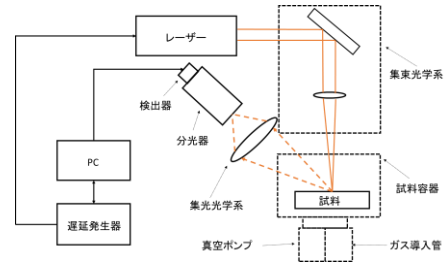 レーザー
集束光学系
検出器
分光器
PC
集光光学系
試料容器
試料
遅延発生器
真空ポンプ
ガス導入管